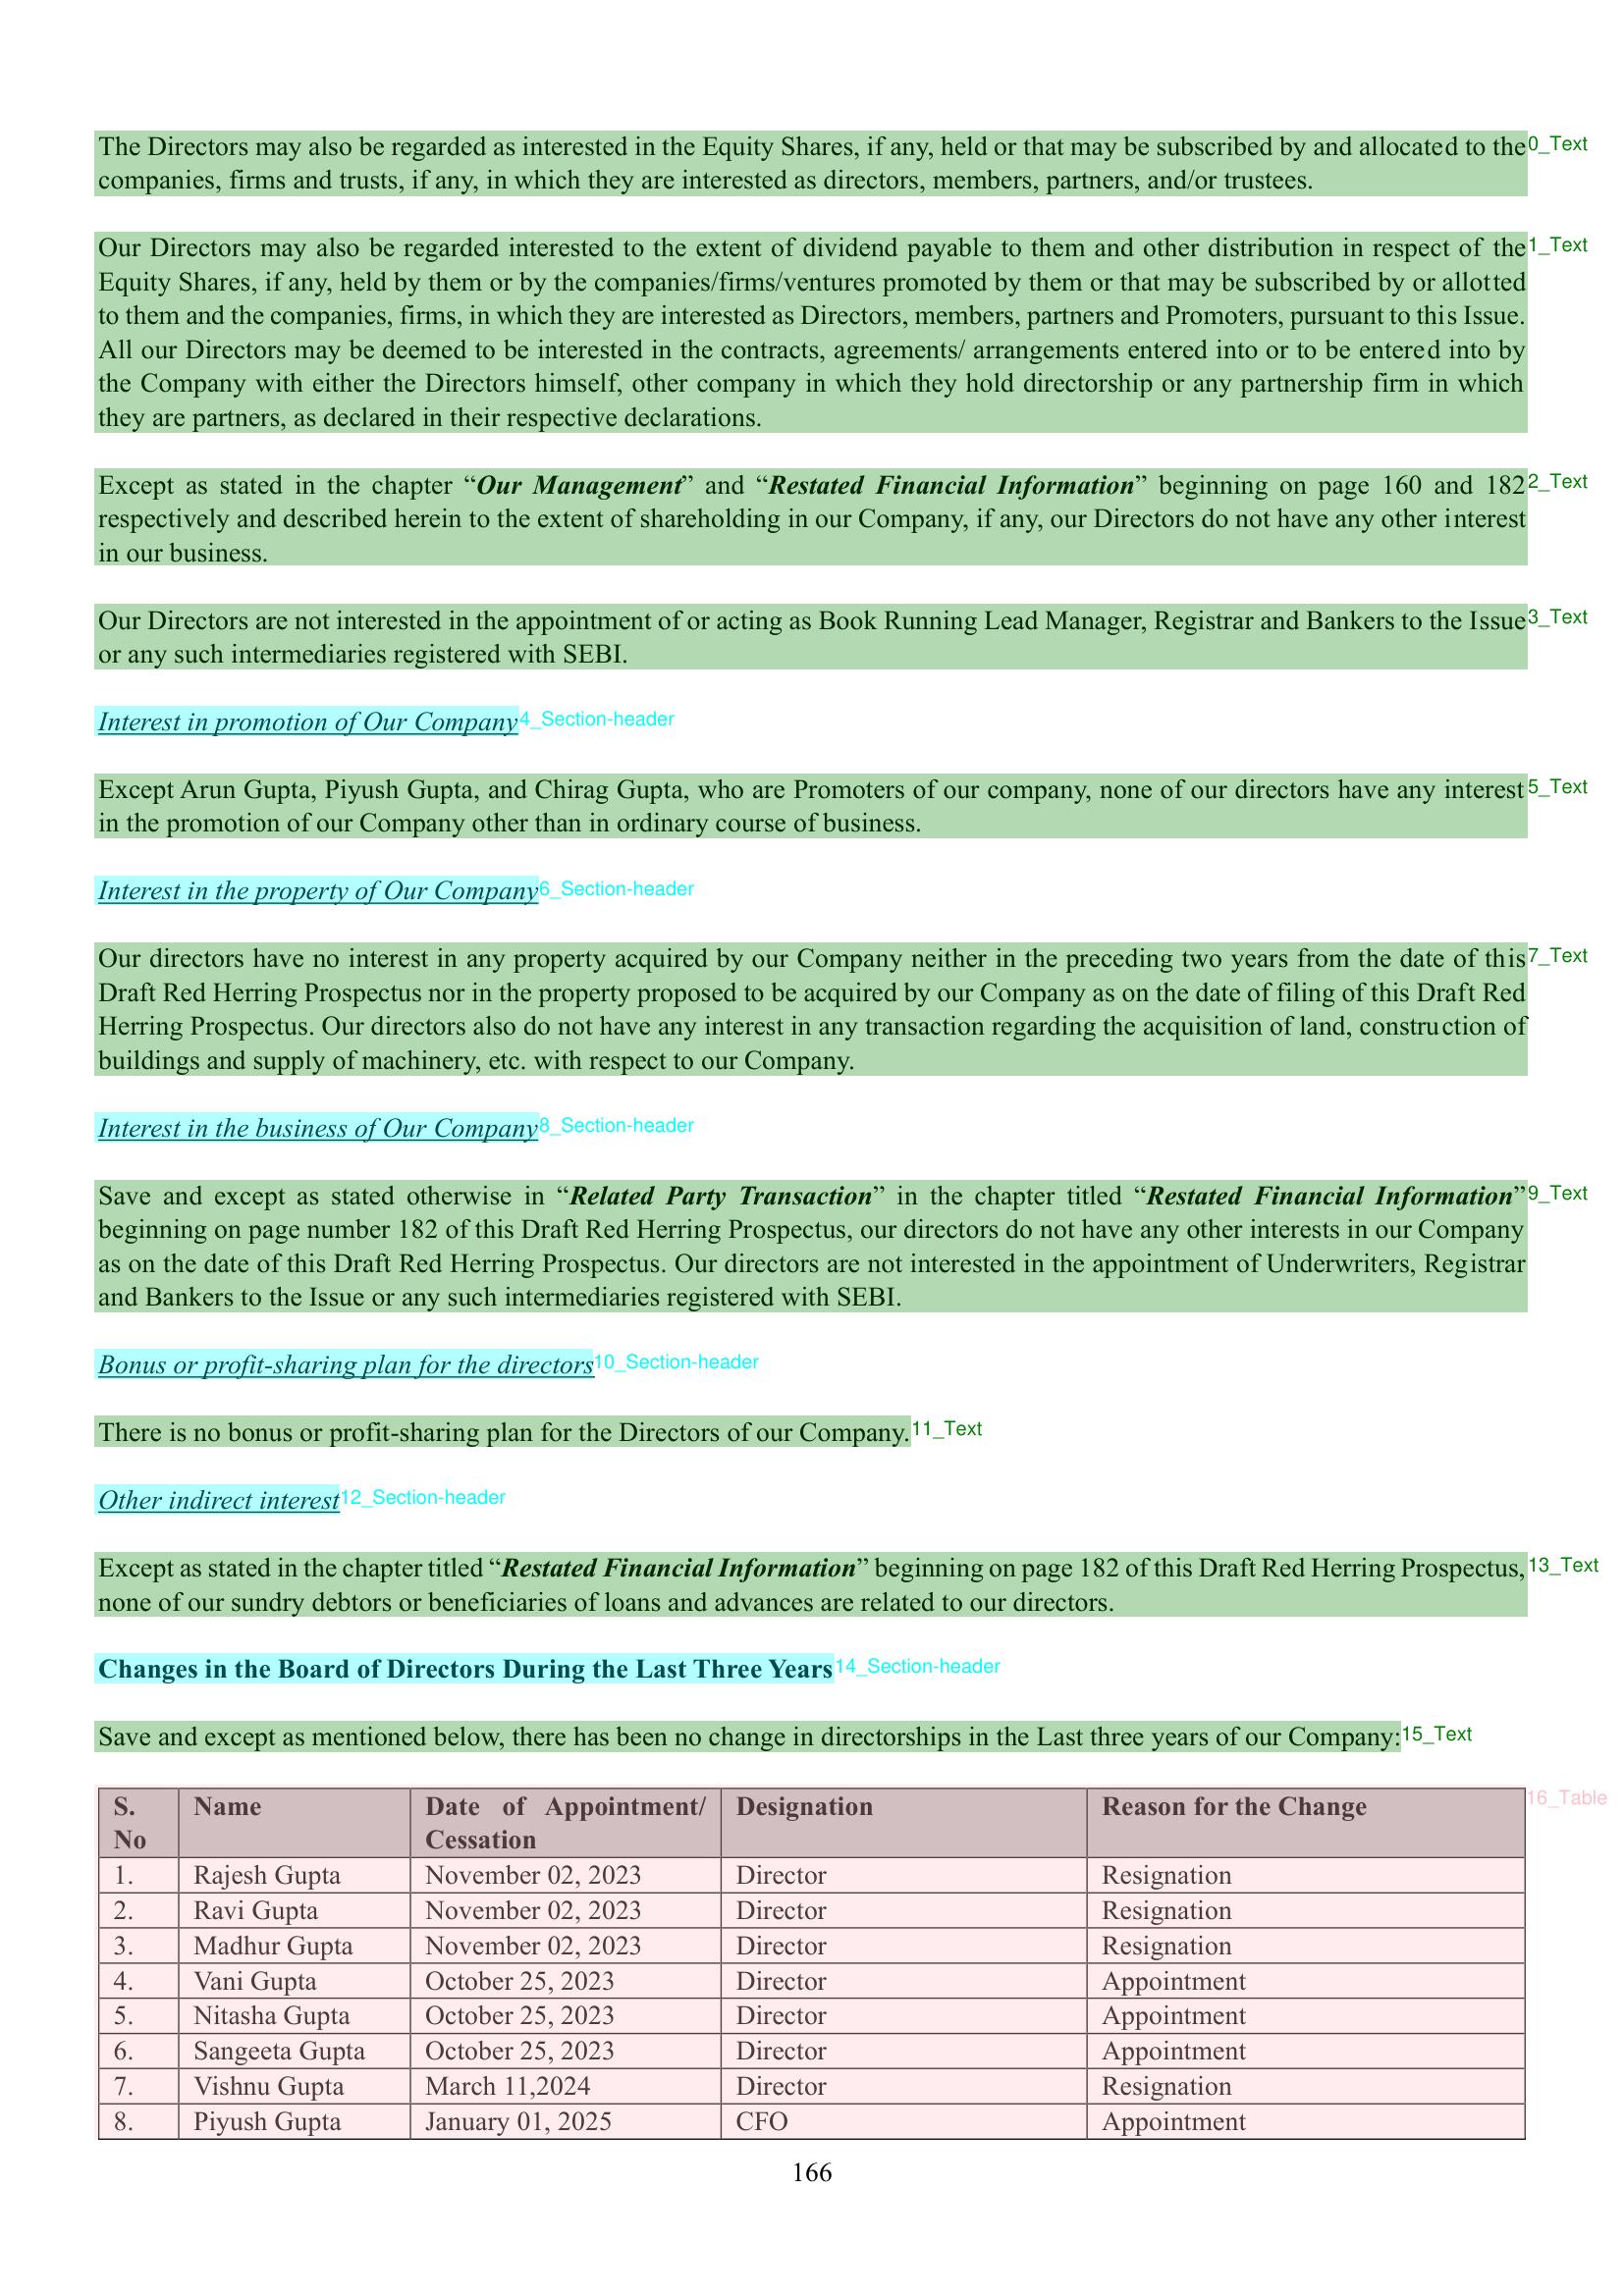 The Directors may also be regarded as interested in the Equity Shares, if any, held or that may be subscribed by and allocated to the 0_Text
companies, firms and trusts, if any, in which they are interested as directors, members, partners, and/or trustees.
Our Directors may also be regarded interested to the extent of dividend payable to them and other distribution in respect of the 1_Text
Equity Shares, if any, held by them or by the companies/firms/ventures promoted by them or that may be subscribed by or allotted
to them and the companies, firms, in which they are interested as Directors, members, partners and Promoters, pursuant to this Issue.
All our Directors may be deemed to be interested in the contracts, agreements/ arrangements entered into or to be entered into by
the Company with either the Directors himself, other company in which they hold directorship or any partnership firm in which
they are partners, as declared in their respective declarations.
Except as stated in the chapter “Our Management” and “Restated Financial Information” beginning on page 160 and 182 2_Text
respectively and described herein to the extent of shareholding in our Company, if any, our Directors do not have any other interest
in our business.
Our Directors are not interested in the appointment of or acting as Book Running Lead Manager, Registrar and Bankers to the Issue 3_Text
or any such intermediaries registered with SEBI.
Interest in promotion of Our Company 4_Section-header
Except Arun Gupta, Piyush Gupta, and Chirag Gupta, who are Promoters of our company, none of our directors have any interest 5_Text
in the promotion of our Company other than in ordinary course of business.
Interest in the property of Our Company 6_Section-header
Our directors have no interest in any property acquired by our Company neither in the preceding two years from the date of this 7_Text
Draft Red Herring Prospectus nor in the property proposed to be acquired by our Company as on the date of filing of this Draft Red
Herring Prospectus. Our directors also do not have any interest in any transaction regarding the acquisition of land, construction of
buildings and supply of machinery, etc. with respect to our Company.
Interest in the business of Our Company 8_Section-header
Save and except as stated otherwise in “Related Party Transaction” in the chapter titled “Restated Financial Information” 9_Text
beginning on page number 182 of this Draft Red Herring Prospectus, our directors do not have any other interests in our Company
as on the date of this Draft Red Herring Prospectus. Our directors are not interested in the appointment of Underwriters, Registrar
and Bankers to the Issue or any such intermediaries registered with SEBI.
Bonus or profit-sharing plan for the directors 10_Section-header
There is no bonus or profit-sharing plan for the Directors of our Company. 11_Text
Other indirect interest 12_Section-header
Except as stated in the chapter titled “Restated Financial Information” beginning on page 182 of this Draft Red Herring Prospectus, 13_Text
none of our sundry debtors or beneficiaries of loans and advances are related to our directors.
Changes in the Board of Directors During the Last Three Years 14_Section-header
Save and except as mentioned below, there has been no change in directorships in the Last three years of our Company: 15_Text
S. Name Date of Appointment/ Designation Reason for the Change 16_Table
No Cessation
1. Rajesh Gupta November 02, 2023 Director Resignation
2. Ravi Gupta November 02, 2023 Director Resignation
3. Madhur Gupta November 02, 2023 Director Resignation
4. Vani Gupta October 25, 2023 Director Appointment
5. Nitasha Gupta October 25, 2023 Director Appointment
6. Sangeeta Gupta October 25, 2023 Director Appointment
7. Vishnu Gupta March 11,2024 Director Resignation
8. Piyush Gupta January 01, 2025 CFO Appointment
166